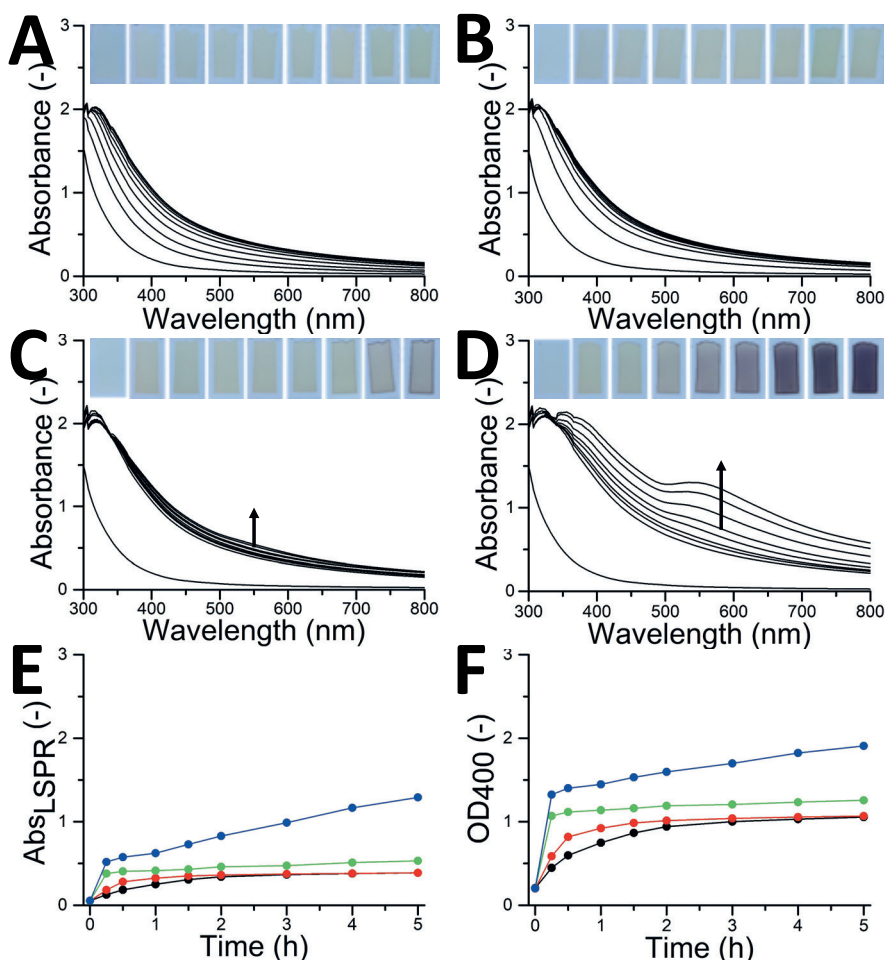 A
B
Absorbance (-)
3
2
1
0
300 400 500 600 700 800
Wavelength (nm)
Absorbance (-)
3
2
1
0
300 400 500 600 700 800
Wavelength (nm)
C
D
Absorbance (-)
3
2
1
0
300 400 500 600 700 800
Wavelength (nm)
Absorbance (-)
3
2
1
0
300 400 500 600 700 800
Wavelength (nm)
E
F
AbsLSPR (-)
3
2
1
0
0 1 2 3 4 5
Time (h)
OD400 (-)
3
2
1
0
0 1 2 3 4 5
Time (h)